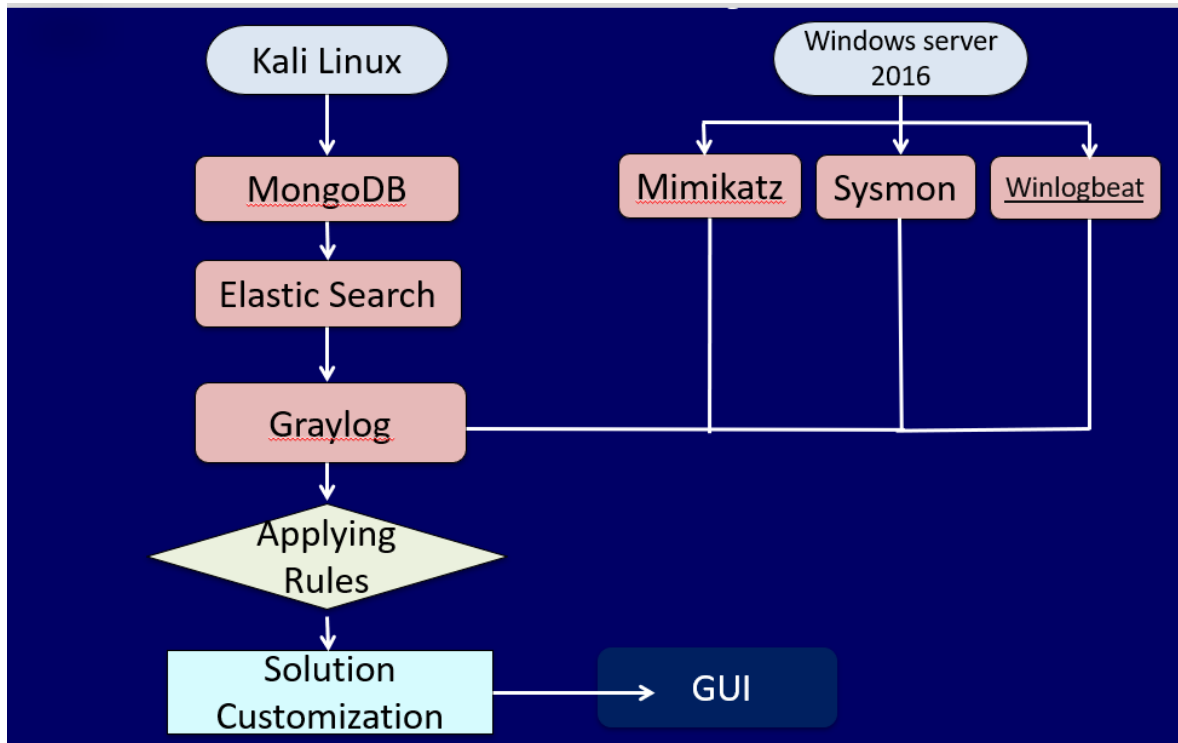 Kali Linux
Windows server
2016
MongoDB
Mimikatz
Sysmon
Winlogbeat
Elastic Search
Graylog
Applying
Rules
Solution
Customization
GUI